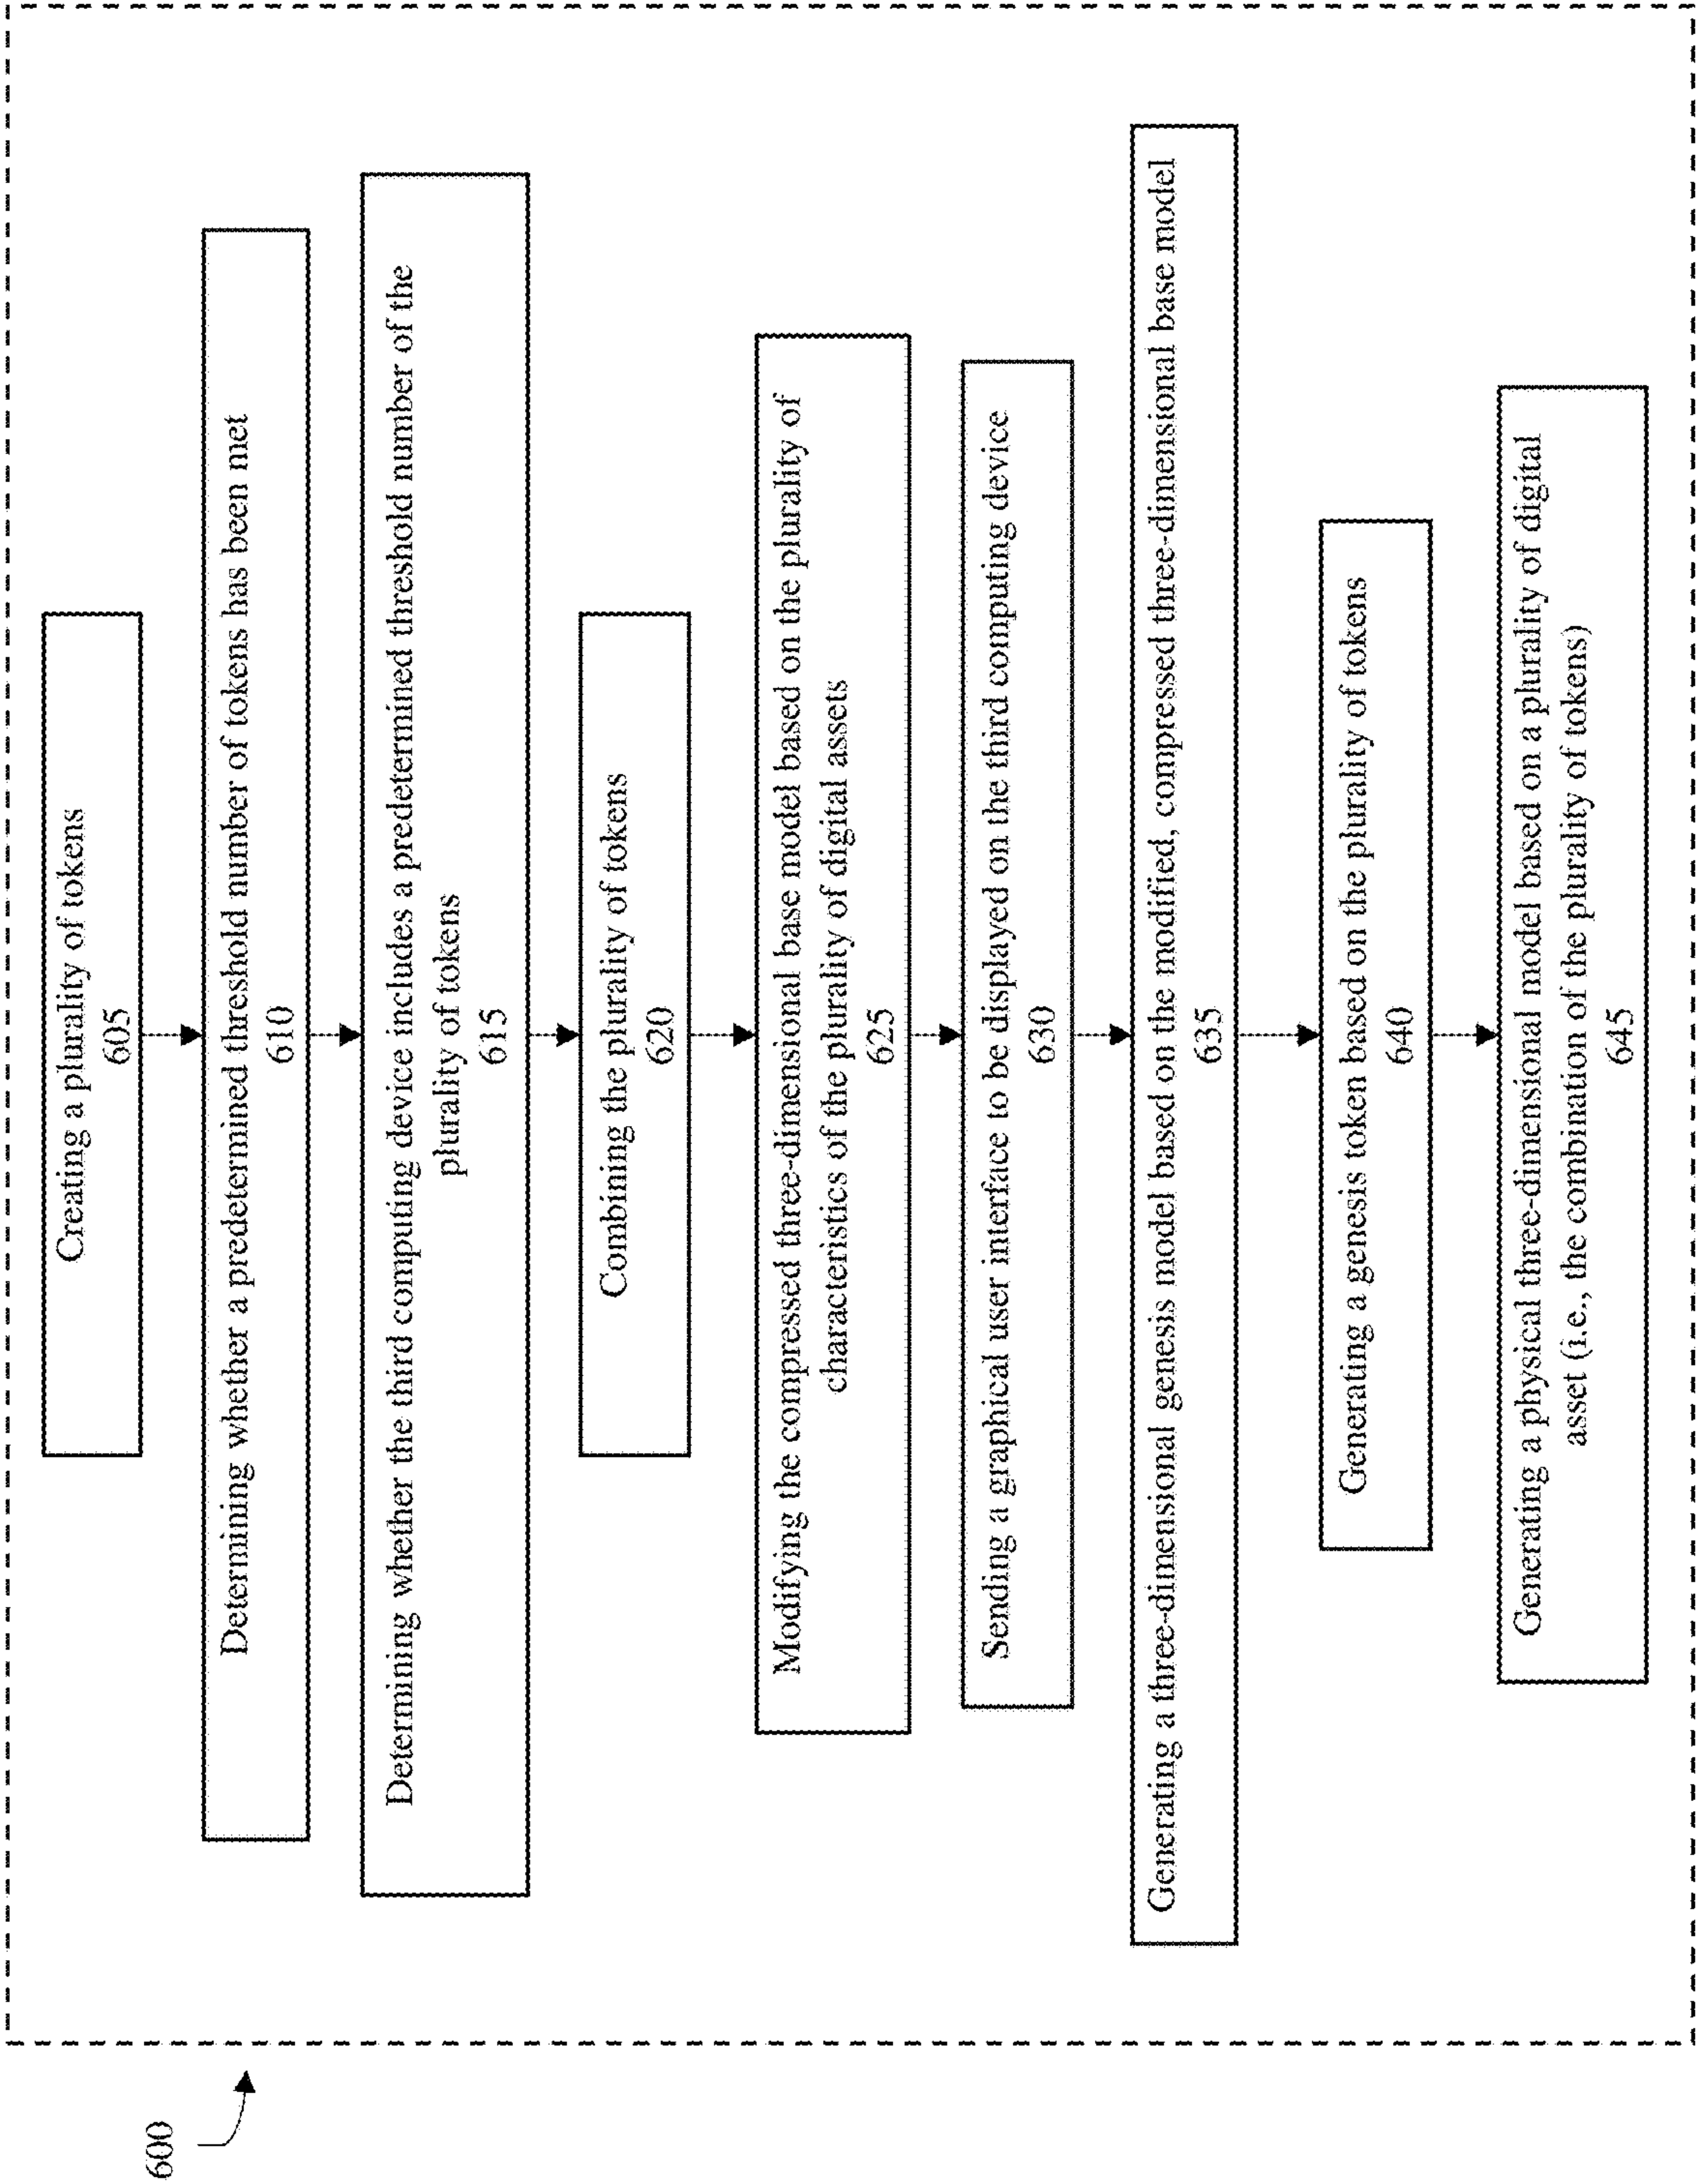 600
Creating a plurality of tokens
605
Determining whether a predetermined threshold number of tokens has been met
610
Determining whether the third computing device includes a predetermined threshold number of the
plurality of tokens
615
Combining the plurality of tokens
620
Modifying the compressed three-dimensional base model based on the plurality of
characteristics of the plurality of digital assets
625
Sending a graphical user interface to be displayed on the third computing device
630
Generating a three-dimensional genesis model based on the modified, compressed three-dimensional base model
635
Generating a genesis token based on the plurality of tokens
640
Generating a physical three-dimensional model based on a plurality of digital
asset (i.e., the combination of the plurality of tokens)
645